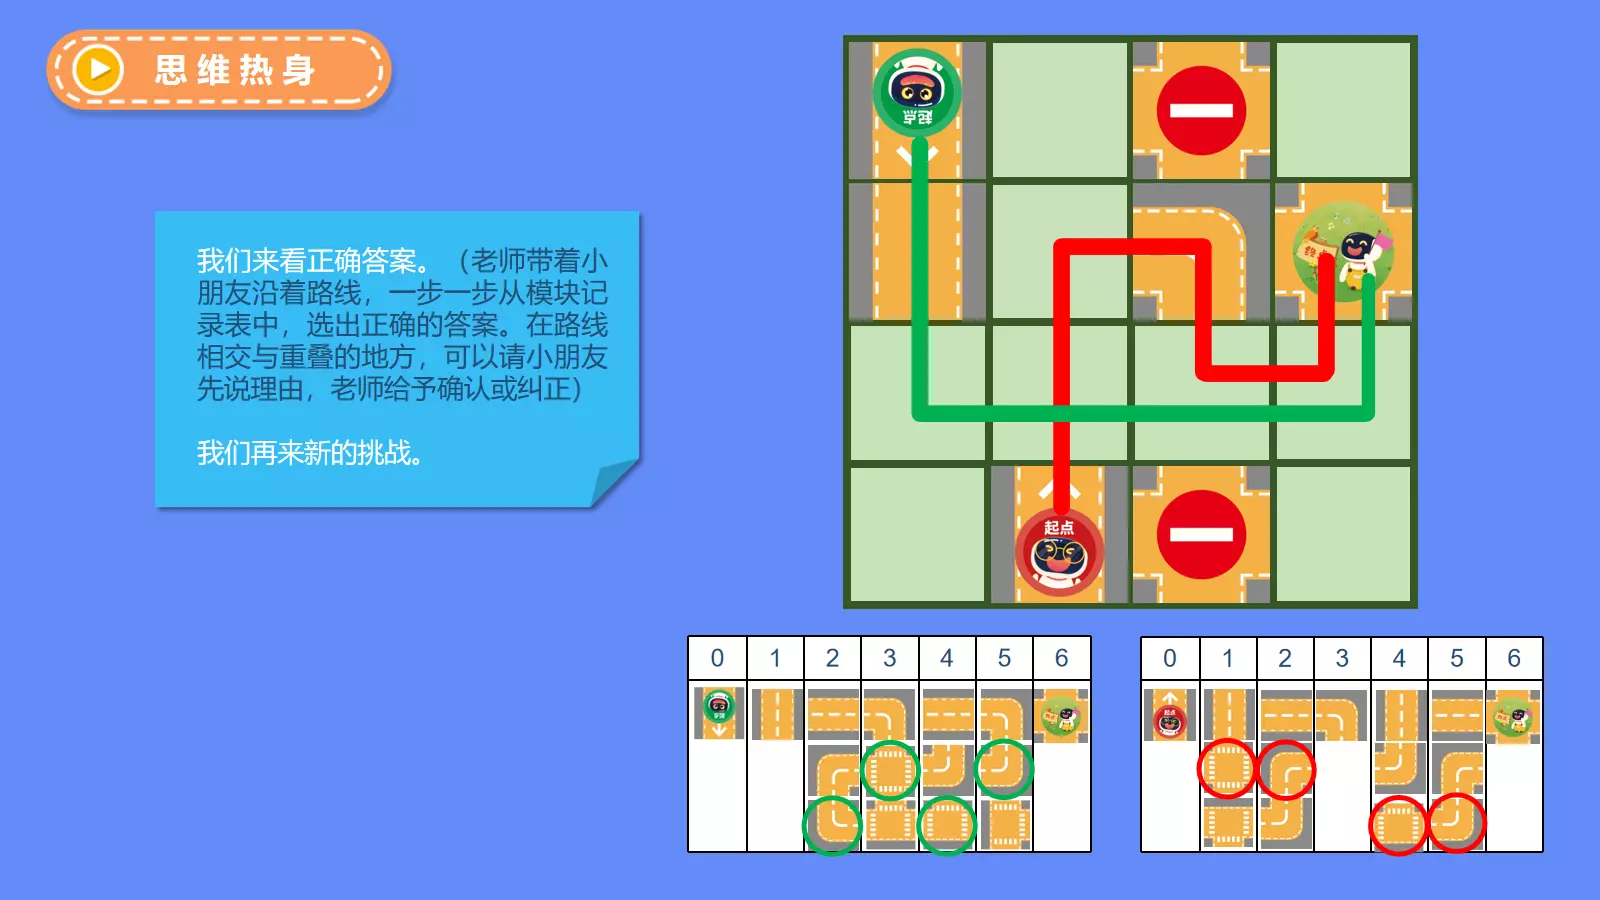 思维热身
起点
我们来看正确答案。（老师带着小
朋友沿着路线，一步一步从模块记
录表中，选出正确的答案。在路线
相交与重叠的地方，可以请小朋友
先说理由，老师给予确认或纠正）
我们再来新的挑战。
起点
0 1 2 3 4 5 6
0 1 2 3 4 5 6